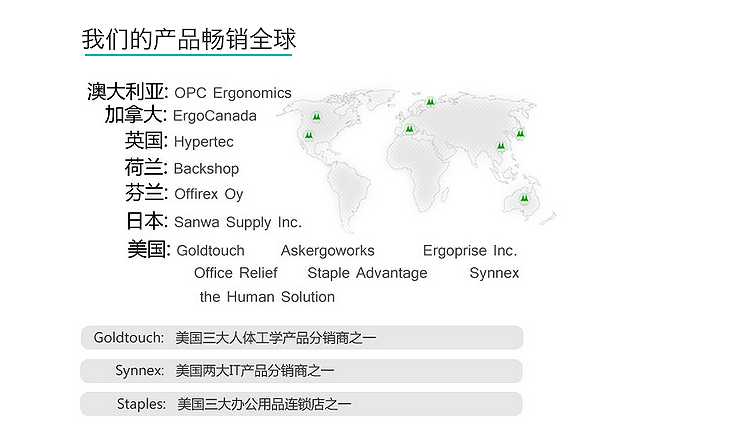 我们的产品畅销全球
澳大利亚: OPC Ergonomics
加拿大: ErgoCanada
英国: Hypertec
荷兰: Backshop
芬兰: Offirex Oy
日本: Sanwa Supply Inc.
美国: Goldtouch Askergoworks Ergoprise Inc.
Office Relief Staple Advantage Synnex
the Human Solution
Goldtouch: 美国三大人体工学产品分销商之一
Synnex: 美国两大IT产品分销商之一
Staples: 美国三大办公用品连锁店之一